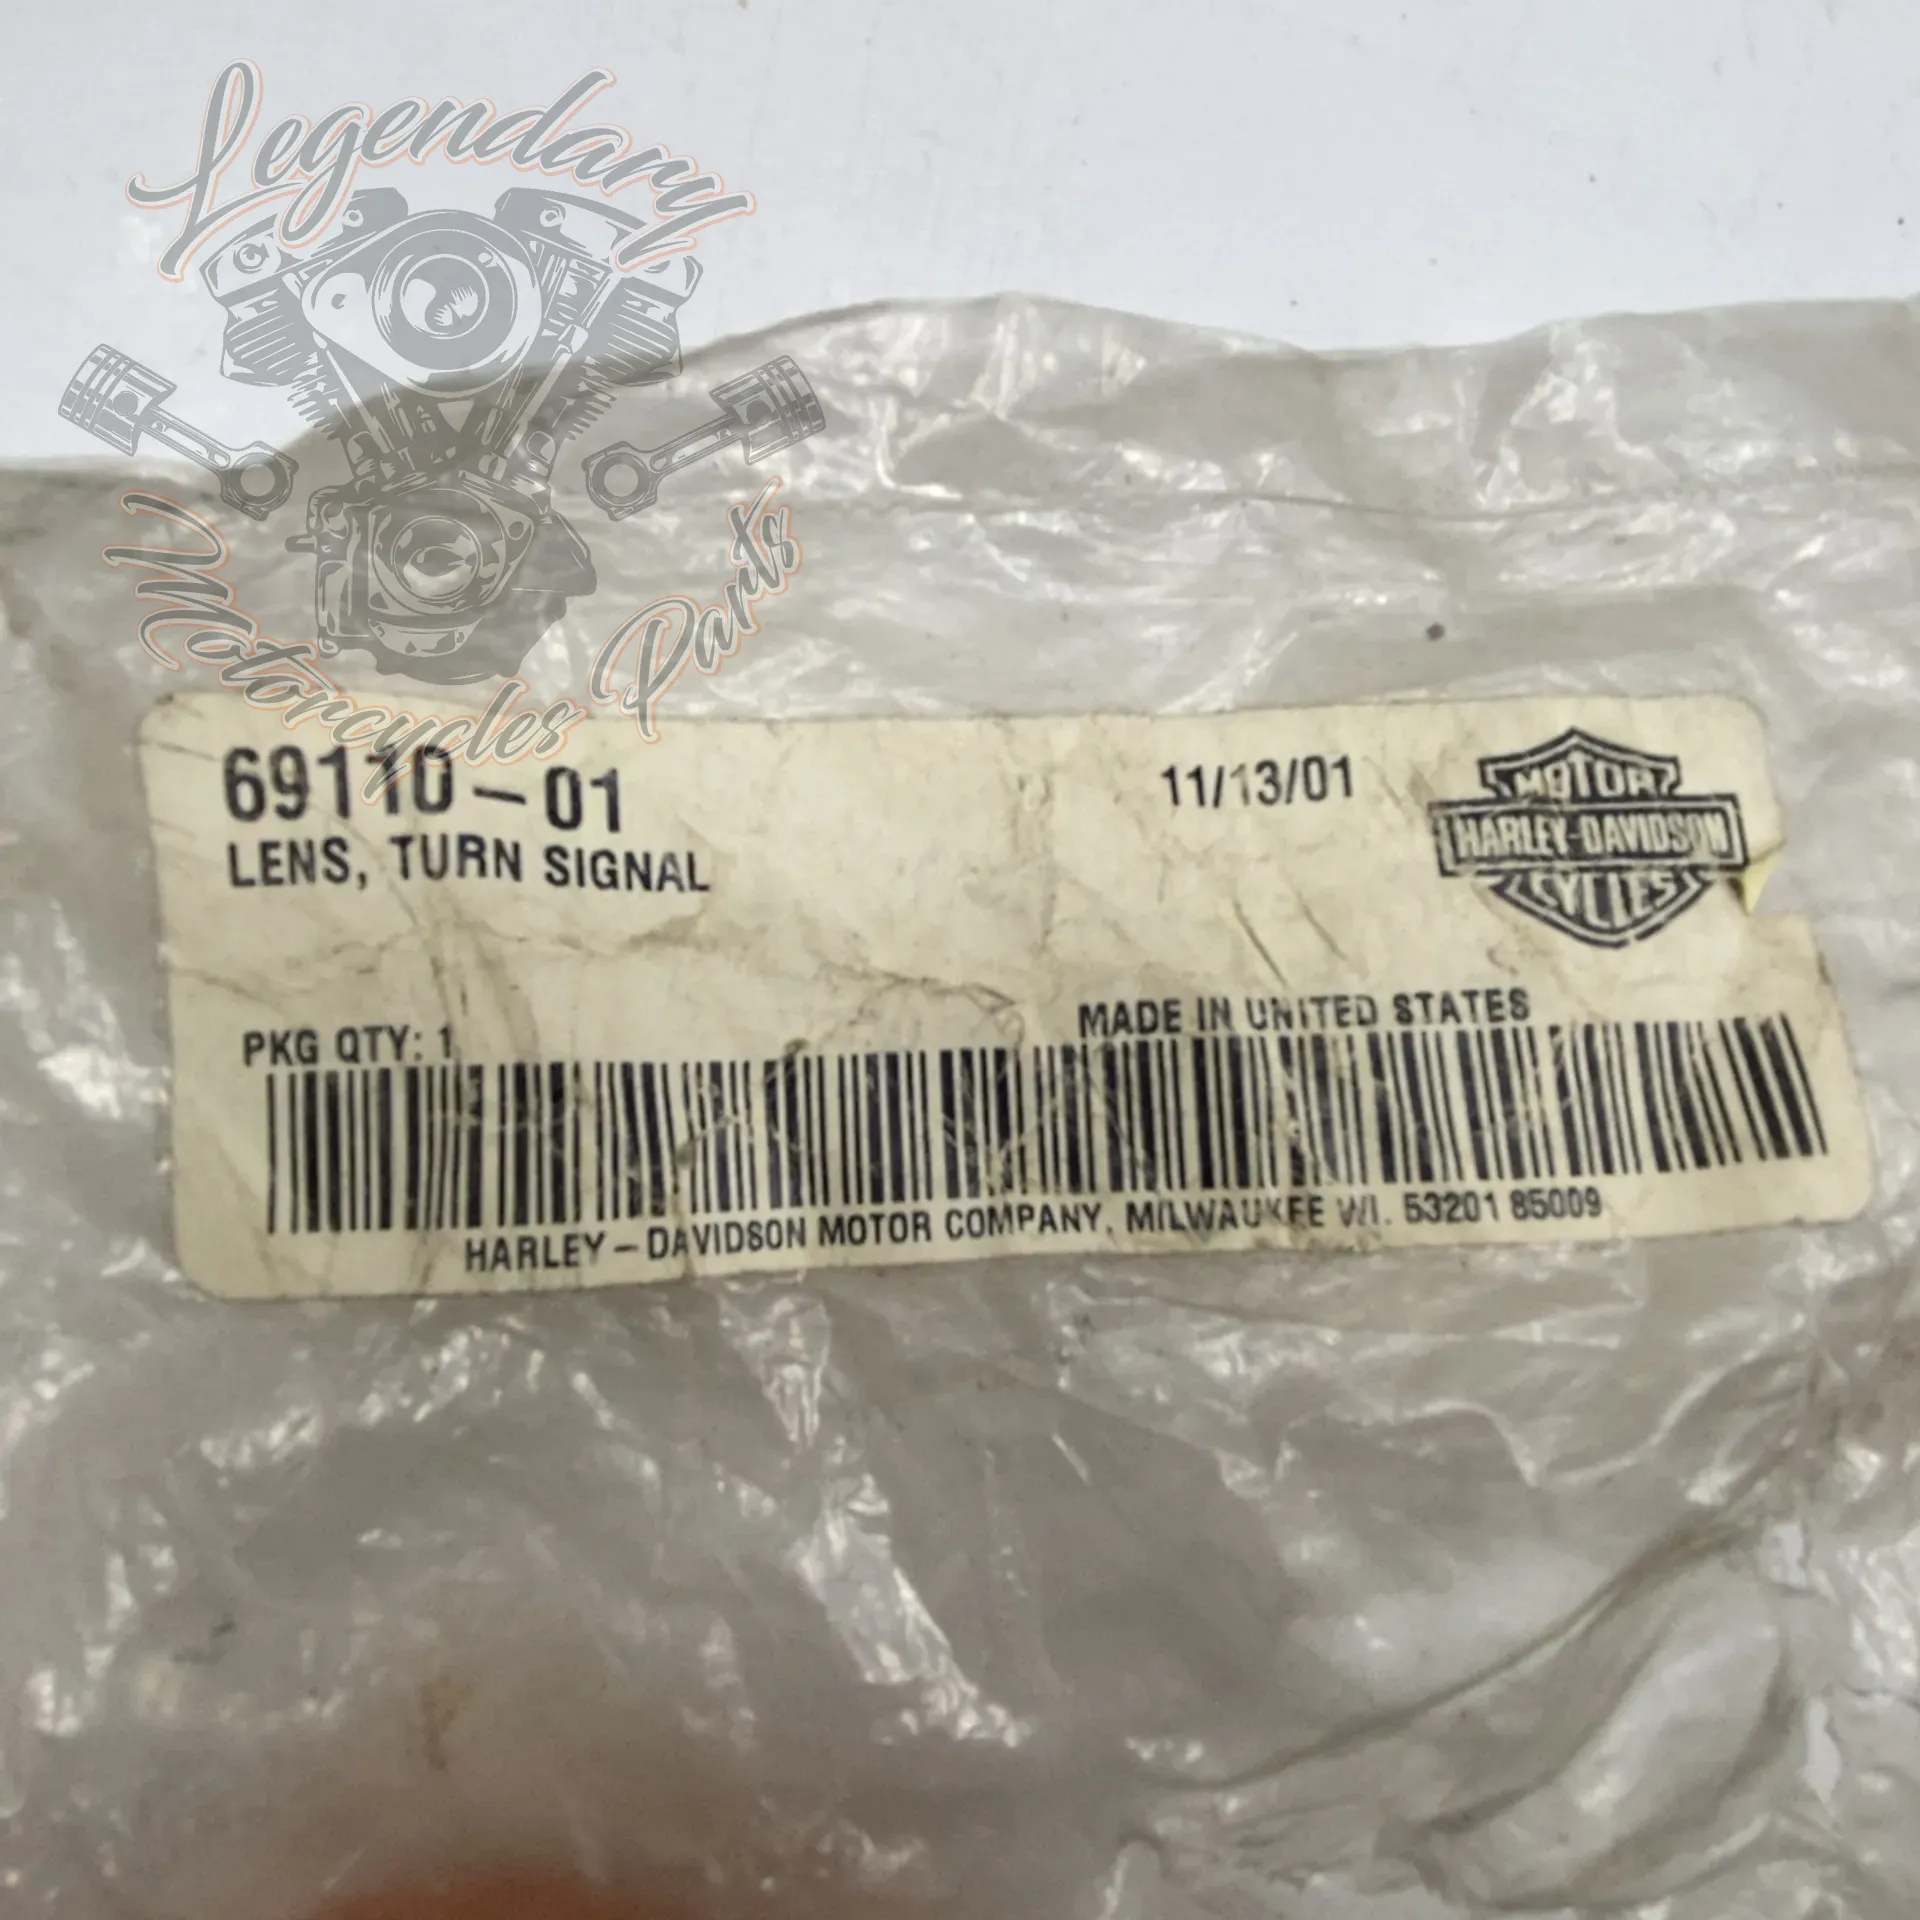 Legendary
Motorcycles Parts
69110-01
11/13/01
LENS, TURN SIGNAL
MOTOR
HARLEY-DAVIDSON
CYCLES
PKG QTY: 1
MADE IN UNITED STATES
HARLEY-DAVIDSON MOTOR COMPANY, MILWAUKEE WI. 53201 85009